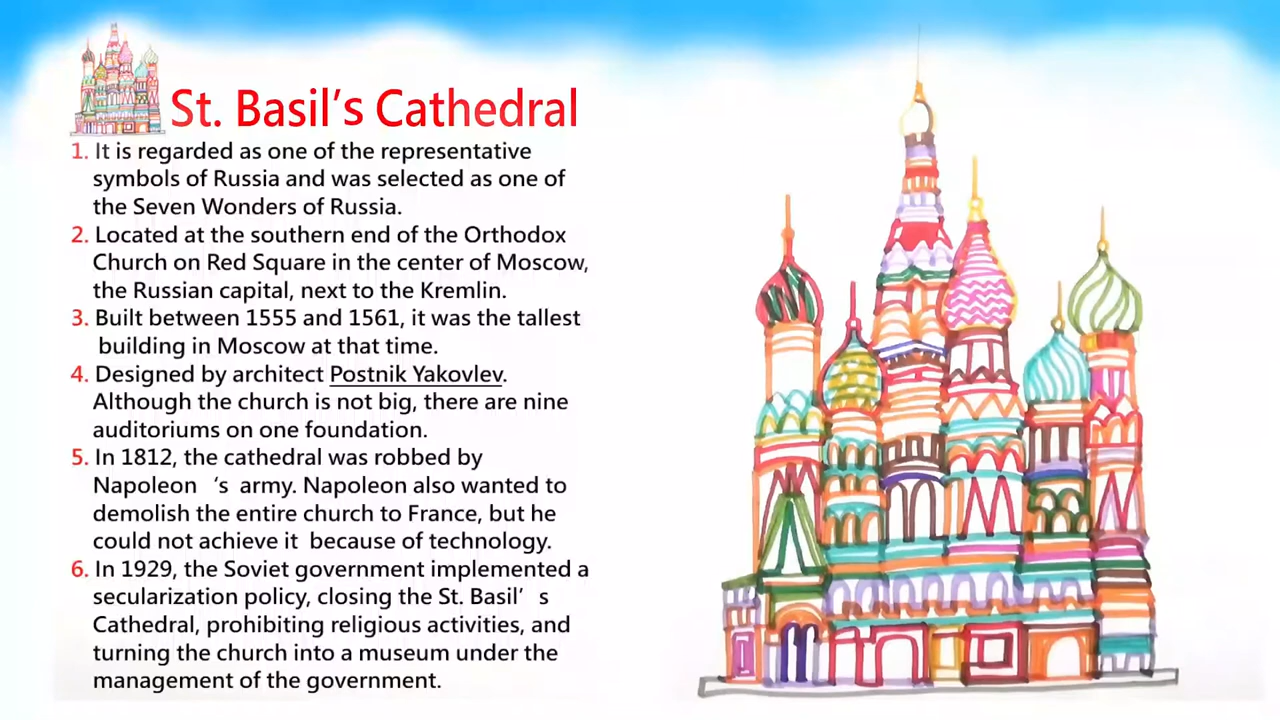 St. Basil's Cathedral
1. It is regarded as one of the representative
symbols of Russia and was selected as one of
the Seven Wonders of Russia.
2. Located at the southern end of the Orthodox
Church on Red Square in the center of Moscow,
the Russian capital, next to the Kremlin.
3. Built between 1555 and 1561, it was the tallest
building in Moscow at that time.
4. Designed by architect Postnik Yakovlev.
Although the church is not big, there are nine
auditoriums on one foundation.
5. In 1812, the cathedral was robbed by
Napoleon ‘s army. Napoleon also wanted to
demolish the entire church to France, but he
could not achieve it because of technology.
6. In 1929, the Soviet government implemented a
secularization policy, closing the St. Basil’ s
Cathedral, prohibiting religious activities, and
turning the church into a museum under the
management of the government.